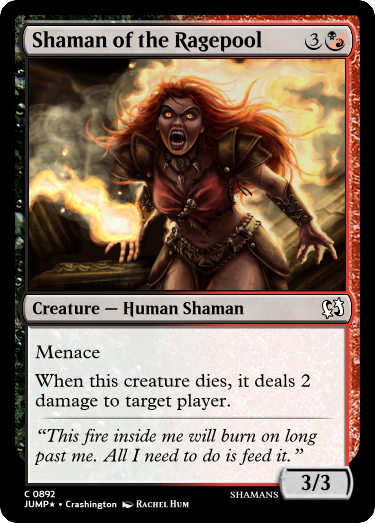 Shaman of the Ragepool 3
Creature — Human Shaman
Menace
When this creature dies, it deals 2
damage to target player.
“This fire inside me will burn on long
past me. All I need to do is feed it.”
3/3
C 0892 SHAMANS
JUMP★ • Crashington Rachel Hum